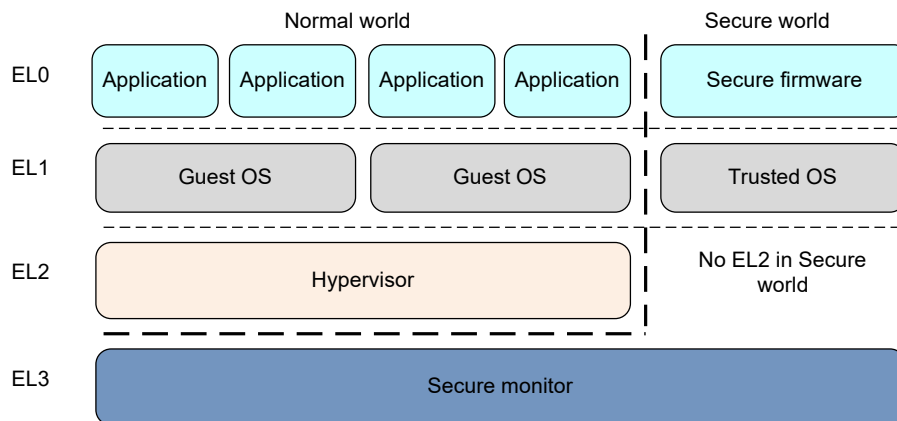 Normal world
Secure world
EL0
Application
Application
Application
Application
Secure firmware
EL1
Guest OS
Guest OS
Trusted OS
EL2
Hypervisor
No EL2 in Secure
world
EL3
Secure monitor